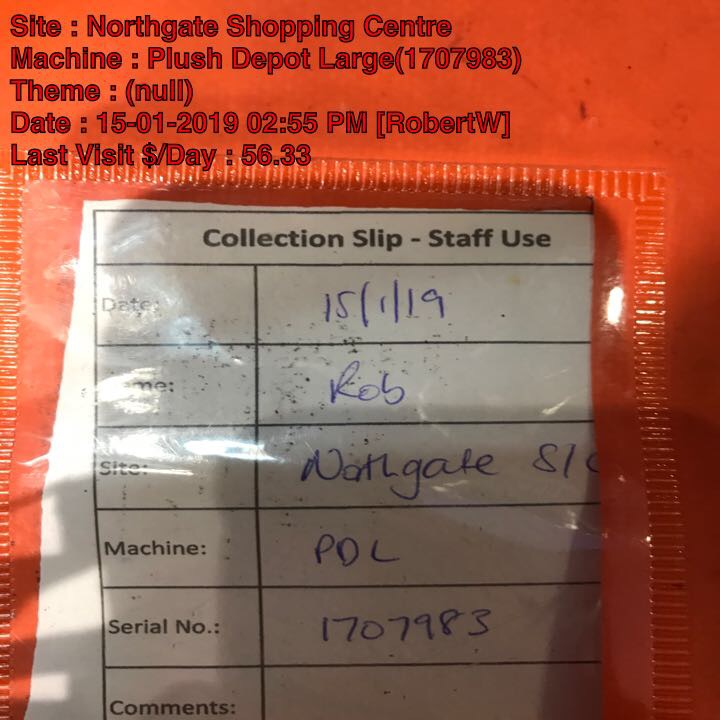 Site : Northgate Shopping Centre
Machine : Plush Depot Large(1707983)
Theme : (null)
Date : 15-01-2019 02:55 PM [RobertW]
Last Visit $/Day : 56.33
Collection Slip - Staff Use
Date: 15/1/19
Rob
Site: Northgate S/C
Machine: PDL
Serial No.: 1707983
Comments: